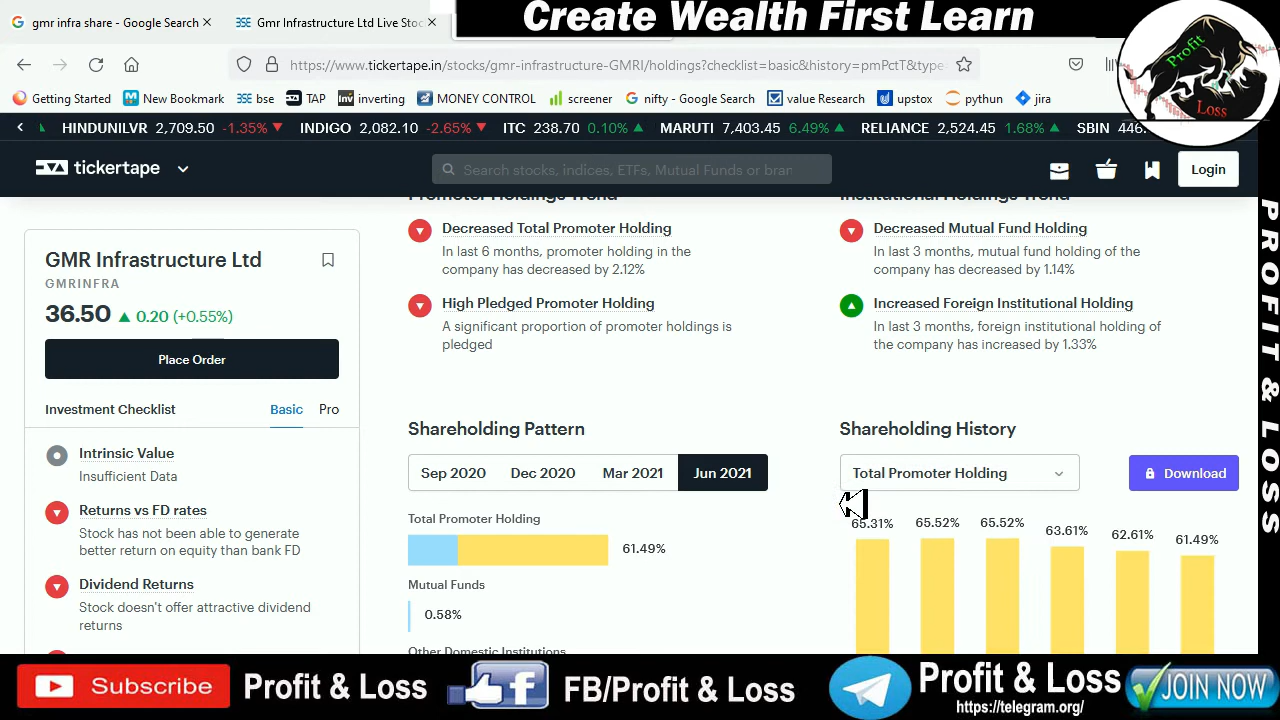 Create Wealth First Learn
gmr infra share - Google Search
Gmr Infrastructure Ltd Live Stoc
Profit
Loss
https://www.tickertape.in/stocks/gmr-infrastructure-GMRI/holdings?checklist=basic&history=pmPctT&type
Getting Started
New Bookmark
bse
TAP
inverting
MONEY CONTROL
screener
nifty - Google Search
value Research
upstox
pythun
jira
HINDUNILVR 2,709.50 -1.35%
INDIGO 2,082.10 -2.65%
ITC 238.70 0.10%
MARUTI 7,403.45 6.49%
RELIANCE 2,524.45 1.68%
SBIN 446.
tickertape
Search stocks, indices, ETFs, Mutual Funds or bran
Login
GMR Infrastructure Ltd
GMRINFRA
36.50 0.20 (+0.55%)
Place Order
Investment Checklist
Basic
Pro
Intrinsic Value
Insufficient Data
Returns vs FD rates
Stock has not been able to generate
better return on equity than bank FD
Dividend Returns
Stock doesn't offer attractive dividend
returns
Promoter Holdings Trend
Decreased Total Promoter Holding
In last 6 months, promoter holding in the
company has decreased by 2.12%
High Pledged Promoter Holding
A significant proportion of promoter holdings is
pledged
Institutional Holdings Trend
Decreased Mutual Fund Holding
In last 3 months, mutual fund holding of the
company has decreased by 1.14%
Increased Foreign Institutional Holding
In last 3 months, foreign institutional holding of
the company has increased by 1.33%
Shareholding Pattern
Sep 2020
Dec 2020
Mar 2021
Jun 2021
Total Promoter Holding
61.49%
Mutual Funds
0.58%
Other Domestic Institutions
Shareholding History
Total Promoter Holding
Download
65.31%
65.52%
65.52%
63.61%
62.61%
61.49%
PROFIT & LOSS
Subscribe
Profit & Loss
FB/Profit & Loss
Profit & Loss
https://telegram.org/
JOIN NOW